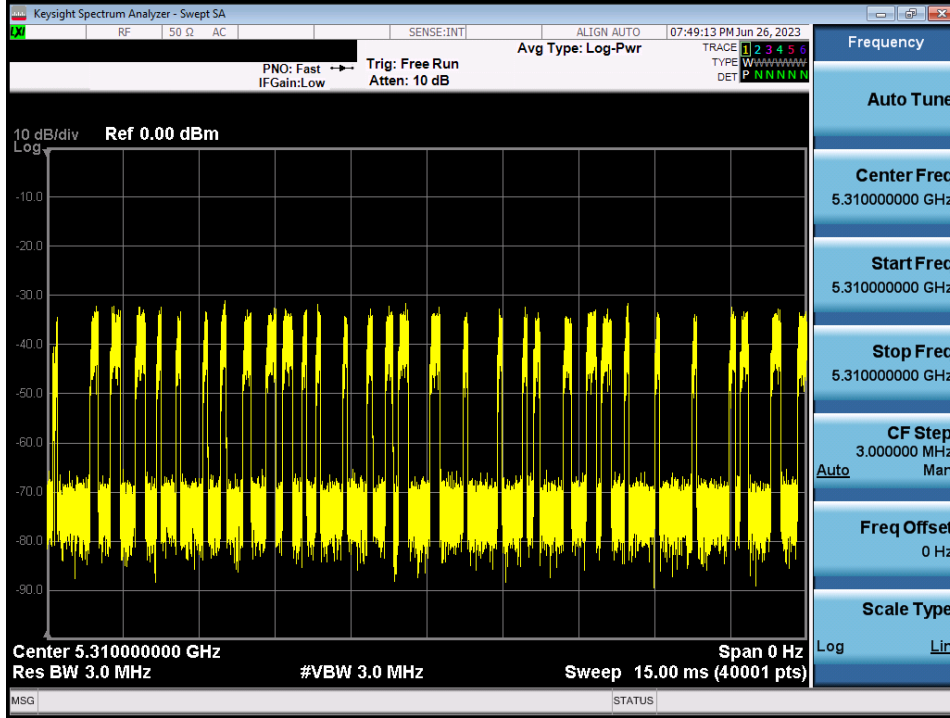 Keysight Spectrum Analyzer - Swept SA
LXI RF 50 Ω AC SENSE:INT ALIGN AUTO 07:49:13 PM Jun 26, 2023
Avg Type: Log-Pwr TRACE 1 2 3 4 5 6
PNO: Fast Trig: Free Run TYPE WWWWWW
IFGain:Low Atten: 10 dB DET P N N N N N
10 dB/div Ref 0.00 dBm
Log
-10.0
-20.0
-30.0
-40.0
-50.0
-60.0
-70.0
-80.0
-90.0
Center 5.310000000 GHz Span 0 Hz
Res BW 3.0 MHz #VBW 3.0 MHz Sweep 15.00 ms (40001 pts)
MSG STATUS
Frequency
Auto Tune
Center Freq
5.310000000 GHz
Start Freq
5.310000000 GHz
Stop Freq
5.310000000 GHz
CF Step
3.000000 MHz
Auto Man
Freq Offset
0 Hz
Scale Type
Log Lin